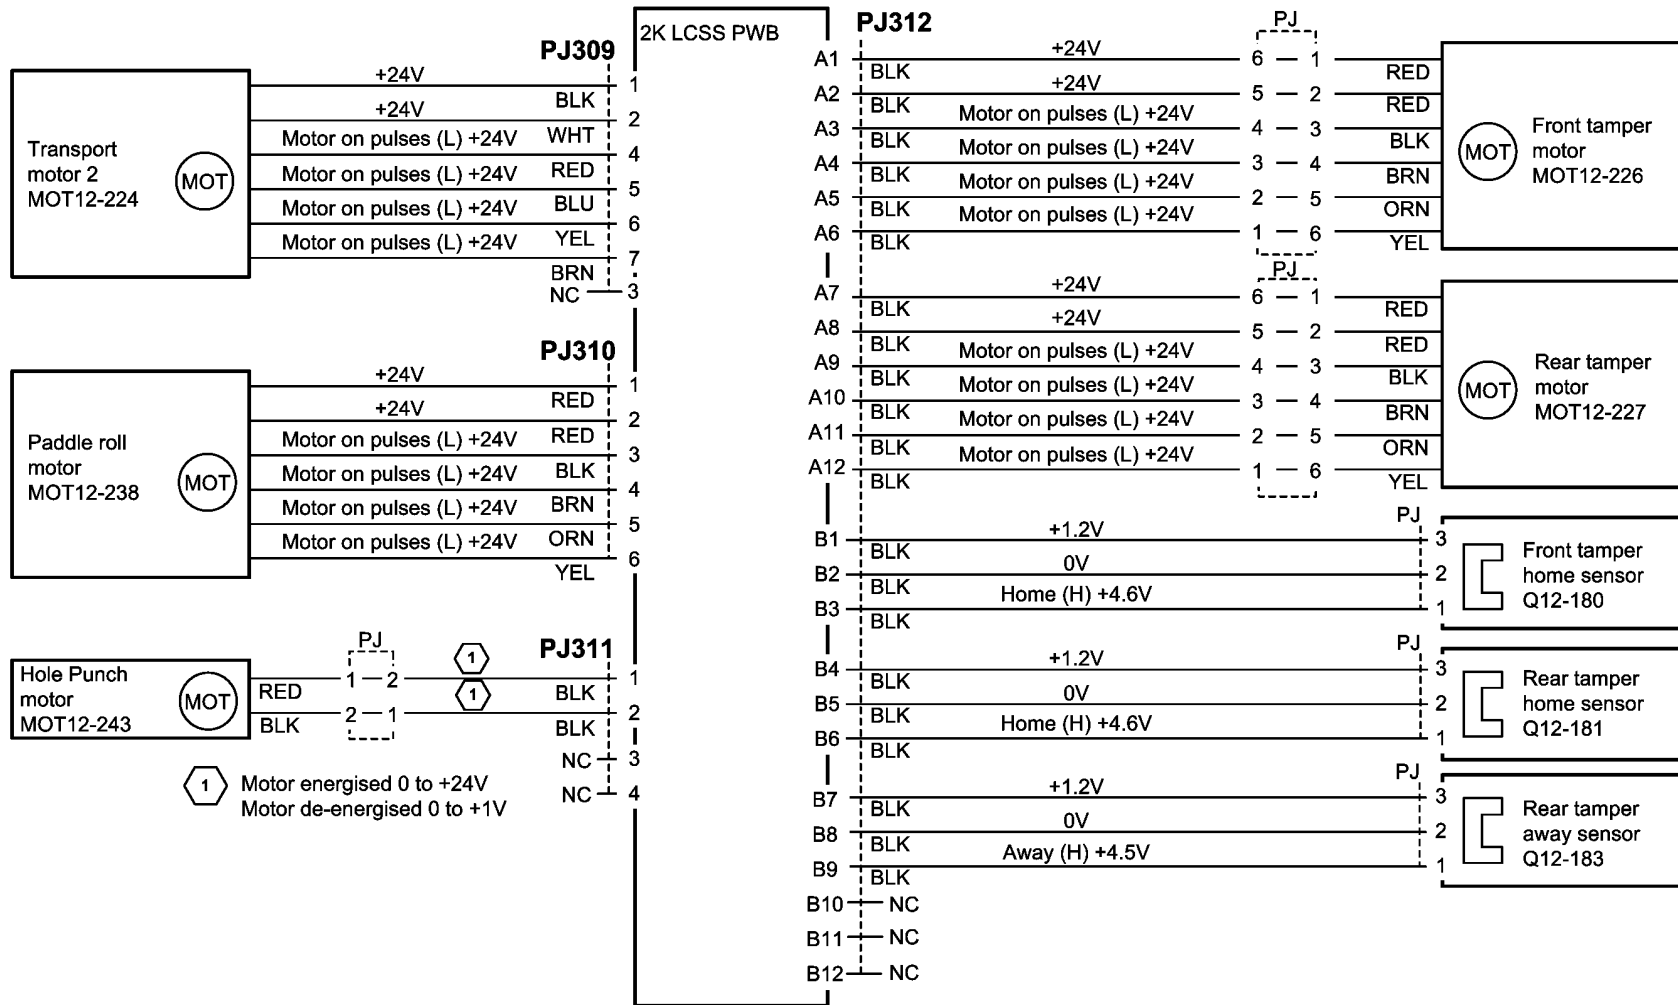 2K LCSS PWB
PJ309
Transport
motor 2
MOT12-224
MOT
+24V
1
BLK
+24V
2
WHT
Motor on pulses (L) +24V
4
RED
Motor on pulses (L) +24V
5
BLU
Motor on pulses (L) +24V
6
YEL
Motor on pulses (L) +24V
7
BRN
NC
3
PJ310
Paddle roll
motor
MOT12-238
MOT
+24V
1
RED
+24V
2
RED
Motor on pulses (L) +24V
3
BLK
Motor on pulses (L) +24V
4
BRN
Motor on pulses (L) +24V
5
ORN
Motor on pulses (L) +24V
6
YEL
PJ311
Hole Punch
motor
MOT12-243
MOT
PJ
RED
1 2
1
BLK
1
BLK
2 1
1
BLK
2
NC
3
NC
4
1
Motor energised 0 to +24V
Motor de-energised 0 to +1V
PJ312
PJ
A1
BLK
+24V
6 1
RED
A2
BLK
+24V
5 2
RED
A3
BLK
Motor on pulses (L) +24V
4 3
BLK
A4
BLK
Motor on pulses (L) +24V
3 4
BRN
A5
BLK
Motor on pulses (L) +24V
2 5
ORN
A6
BLK
Motor on pulses (L) +24V
1 6
YEL
MOT
Front tamper
motor
MOT12-226
PJ
A7
BLK
+24V
6 1
RED
A8
BLK
+24V
5 2
RED
A9
BLK
Motor on pulses (L) +24V
4 3
BLK
A10
BLK
Motor on pulses (L) +24V
3 4
BRN
A11
BLK
Motor on pulses (L) +24V
2 5
ORN
A12
BLK
Motor on pulses (L) +24V
1 6
YEL
MOT
Rear tamper
motor
MOT12-227
PJ
B1
BLK
+1.2V
3
B2
BLK
0V
2
B3
BLK
Home (H) +4.6V
1
Front tamper
home sensor
Q12-180
PJ
B4
BLK
+1.2V
3
B5
BLK
0V
2
B6
BLK
Home (H) +4.6V
1
Rear tamper
home sensor
Q12-181
PJ
B7
BLK
+1.2V
3
B8
BLK
0V
2
B9
BLK
Away (H) +4.5V
1
Rear tamper
away sensor
Q12-183
B10
NC
B11
NC
B12
NC